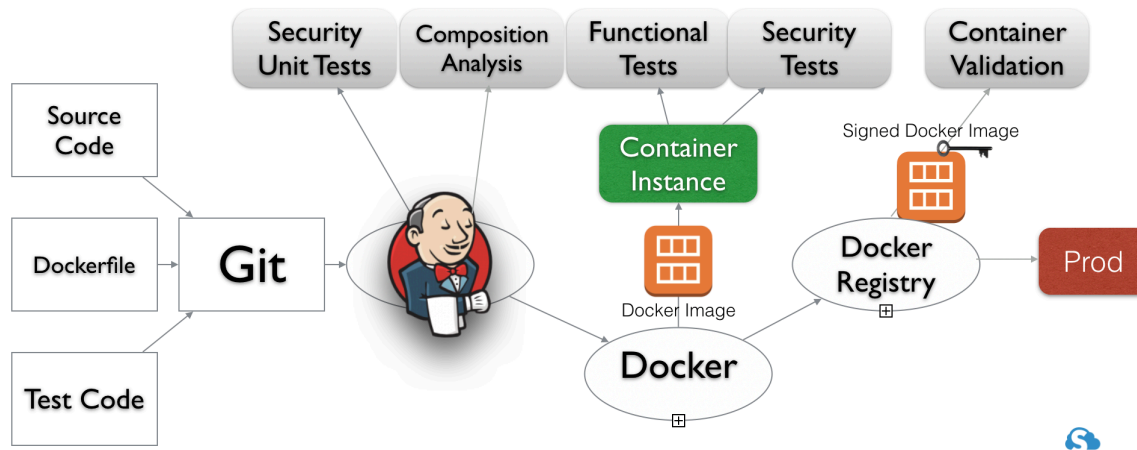 Security
Unit Tests
Composition
Analysis
Functional
Tests
Security
Tests
Container
Validation
Source
Code
Dockerfile
Test Code
Git
Container
Instance
Docker Image
Docker
Signed Docker Image
Docker
Registry
Prod
S